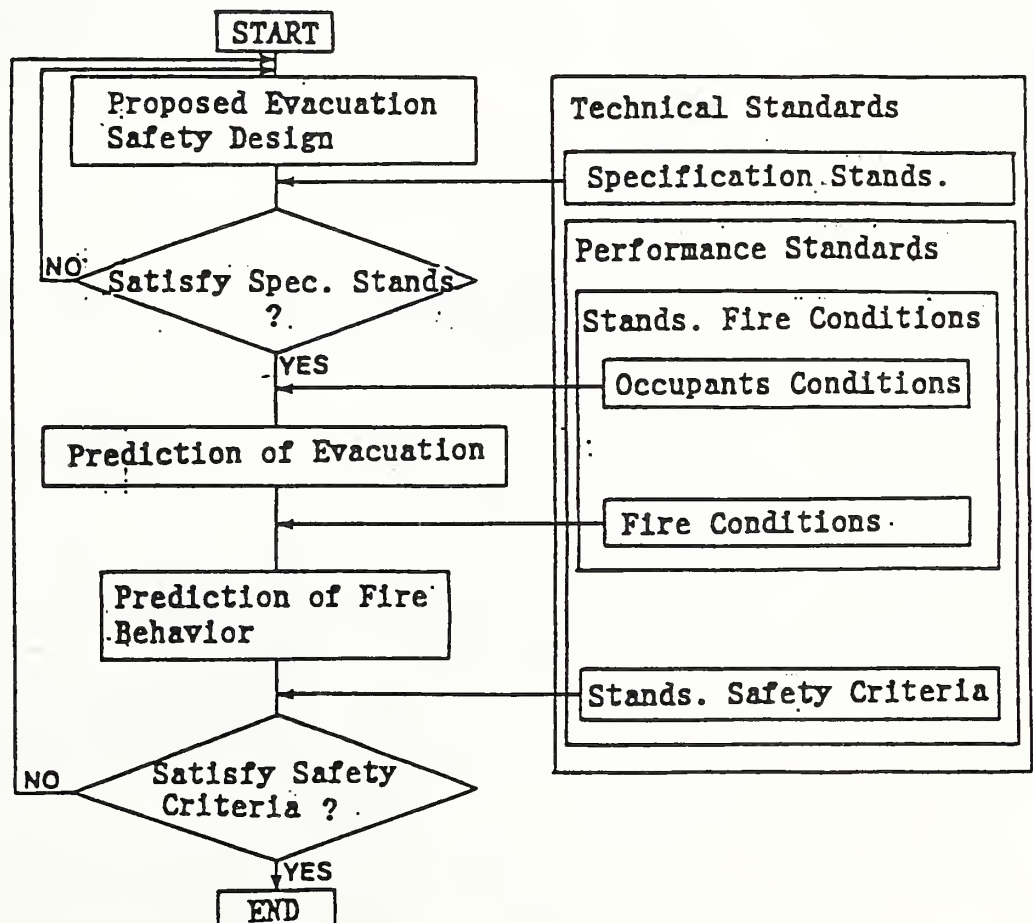 START
Proposed Evacuation
Safety Design
NO
Satisfy Spec. Stands
?
YES
Prediction of Evacuation
Prediction of Fire
Behavior
NO
Satisfy Safety
Criteria ?
YES
END
Technical Standards
Specification Stands.
Performance Standards
Stands. Fire Conditions
Occupants Conditions
Fire Conditions
Stands. Safety Criteria